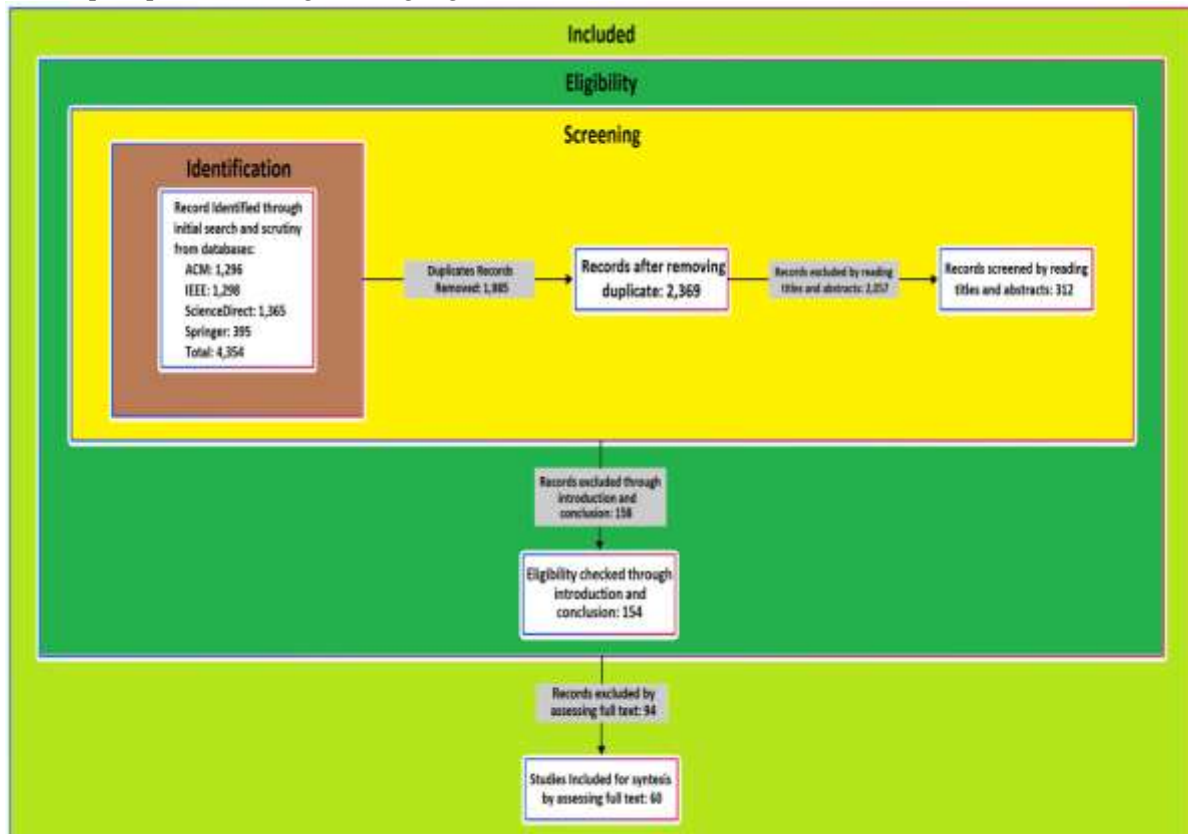 Included
Eligibility
Screening
Identification
Record Identified through
initial search and scrutiny
from databases:
ACM: 1,296
IEEE: 1,298
ScienceDirect: 1,365
Springer: 395
Total: 4,354
Duplicates Records
Removed: 1,985
Records after removing
duplicate: 2,369
Records excluded by reading
titles and abstracts: 2,057
Records screened by reading
titles and abstracts: 312
Records excluded through
introduction and
conclusion: 158
Eligibility checked through
introduction and
conclusion: 154
Records excluded by
assessing full text: 94
Studies Included for syntesis
by assessing full text: 60